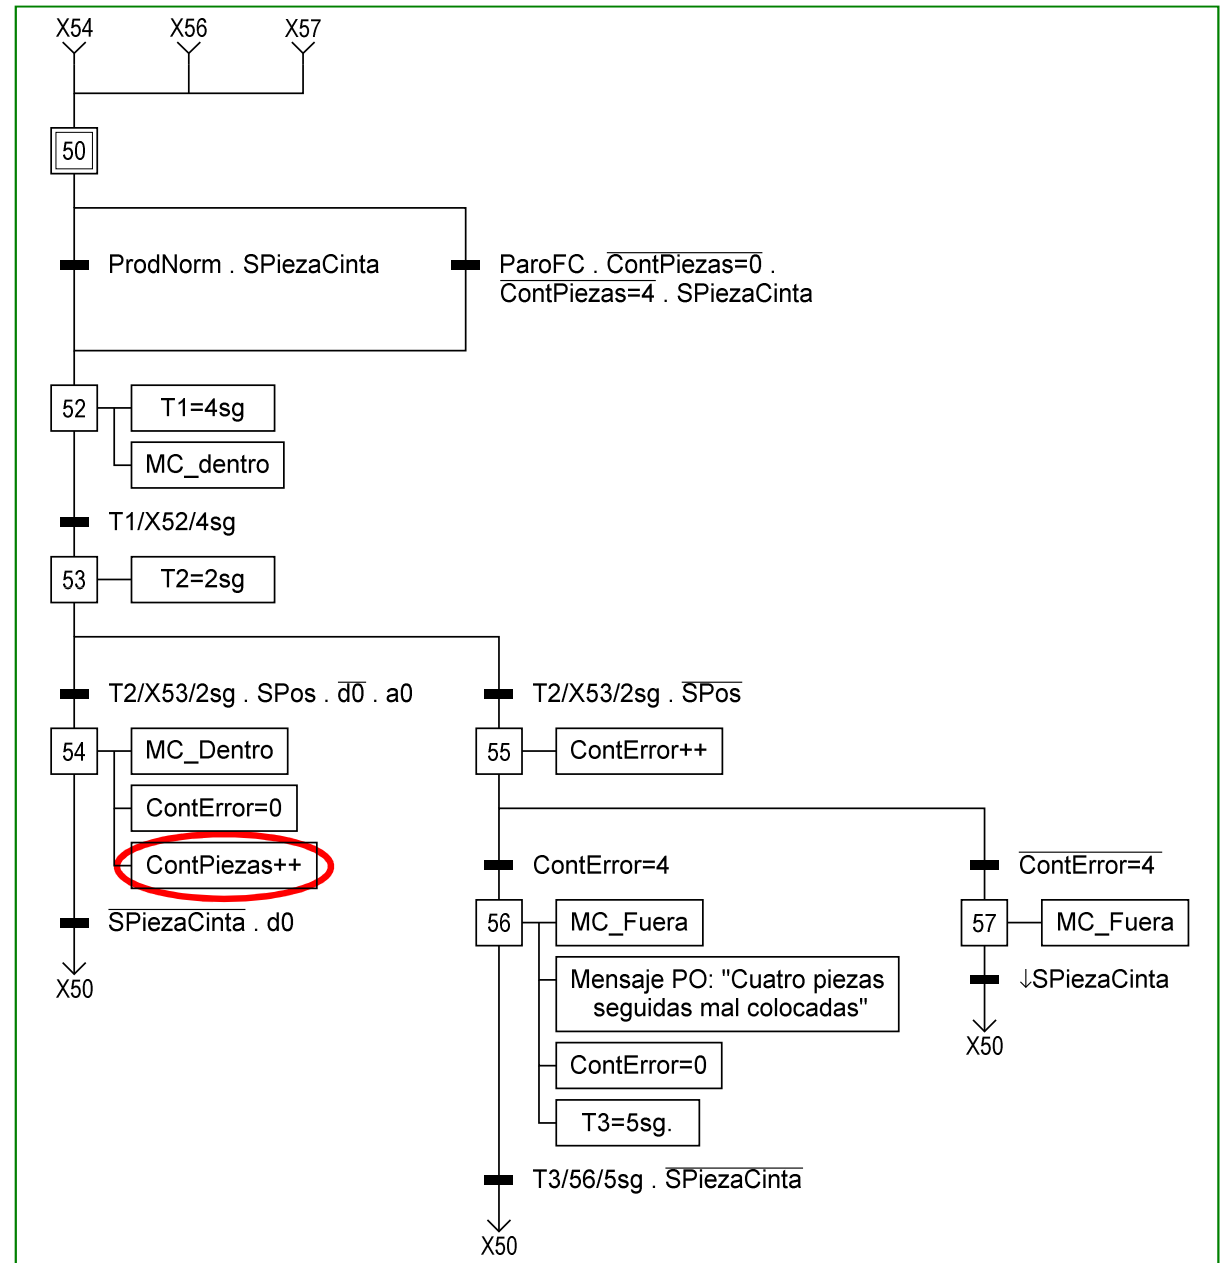 X54 X56 X57
50
ProdNorm . SPiezaCinta
ParoFC . ContPiezas=0 .
ContPiezas=4 . SPiezaCinta
52
T1=4sg
MC_dentro
T1/X52/4sg
53
T2=2sg
T2/X53/2sg . SPos . d0 . a0
T2/X53/2sg . SPos
54
MC_Dentro
ContError=0
ContPiezas++
SPiezaCinta . d0
X50
55
ContError++
ContError=4
ContError=4
56
MC_Fuera
Mensaje PO: "Cuatro piezas
seguidas mal colocadas"
ContError=0
T3=5sg.
T3/56/5sg . SPiezaCinta
X50
57
MC_Fuera
↓SPiezaCinta
X50